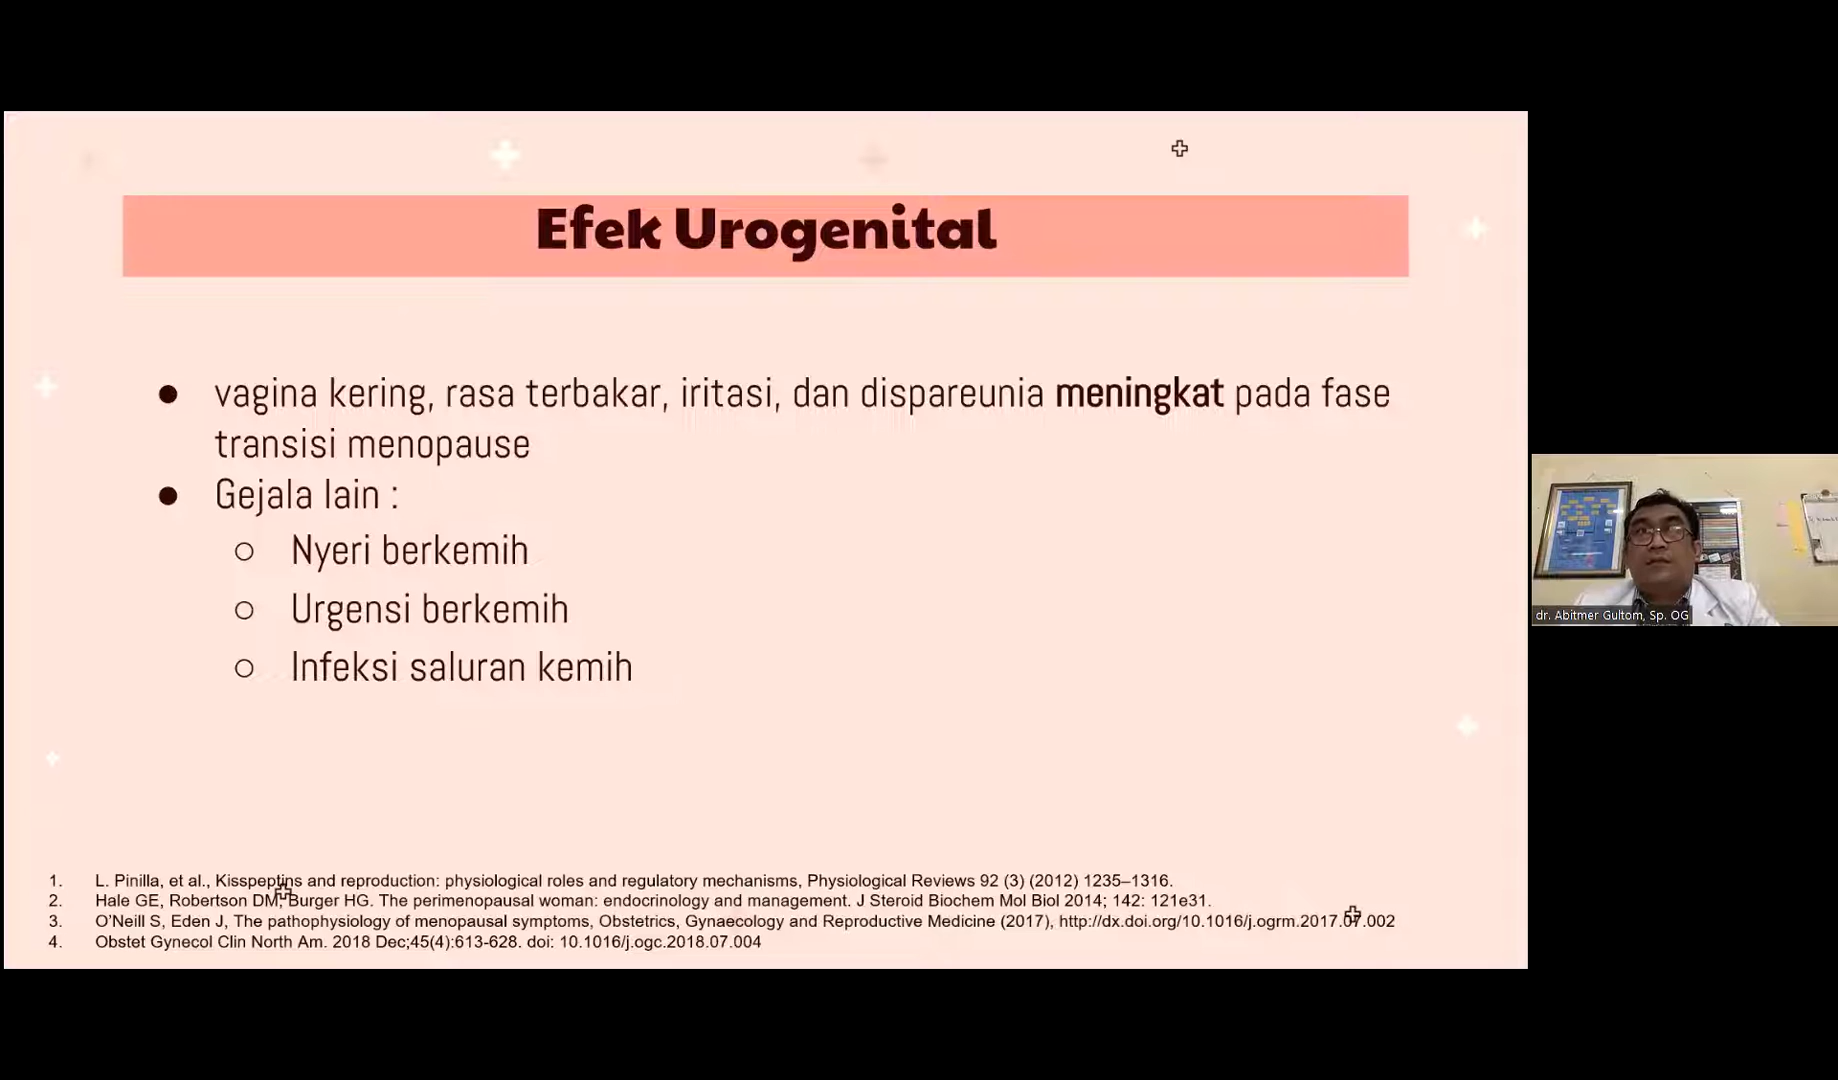 Efek Urogenital
● vagina kering, rasa terbakar, iritasi, dan dispareunia meningkat pada fase
transisi menopause
● Gejala lain :
○ Nyeri berkemih
○ Urgensi berkemih
○ Infeksi saluran kemih
1. L. Pinilla, et al., Kisspeptins and reproduction: physiological roles and regulatory mechanisms, Physiological Reviews 92 (3) (2012) 1235–1316.
2. Hale GE, Robertson DM, Burger HG. The perimenopausal woman: endocrinology and management. J Steroid Biochem Mol Biol 2014; 142: 121e31.
3. O’Neill S, Eden J, The pathophysiology of menopausal symptoms, Obstetrics, Gynaecology and Reproductive Medicine (2017), http://dx.doi.org/10.1016/j.ogrm.2017.07.002
4. Obstet Gynecol Clin North Am. 2018 Dec;45(4):613-628. doi: 10.1016/j.ogc.2018.07.004
dr. Abitmer Gultom, Sp. OG